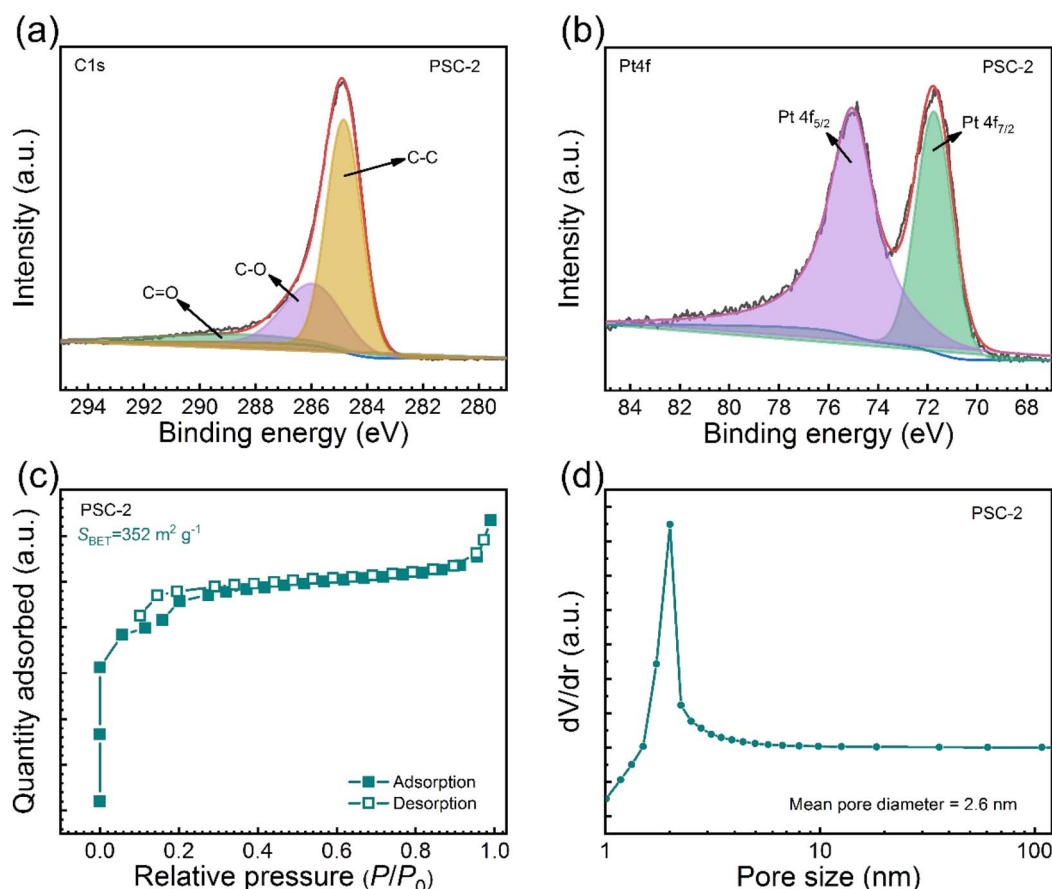 (a)
C1s
PSC-2
C-C
C-O
C=O
Intensity (a.u.)
294 292 290 288 286 284 282 280
Binding energy (eV)
(b)
Pt4f
PSC-2
Pt 4f5/2
Pt 4f7/2
Intensity (a.u.)
84 82 80 78 76 74 72 70 68
Binding energy (eV)
(c)
PSC-2
SBET=352 m² g⁻¹
Quantity adsorbed (a.u.)
Adsorption
Desorption
0.0 0.2 0.4 0.6 0.8 1.0
Relative pressure (P/P0)
(d)
PSC-2
dV/dr (a.u.)
Mean pore diameter = 2.6 nm
1 10 100
Pore size (nm)